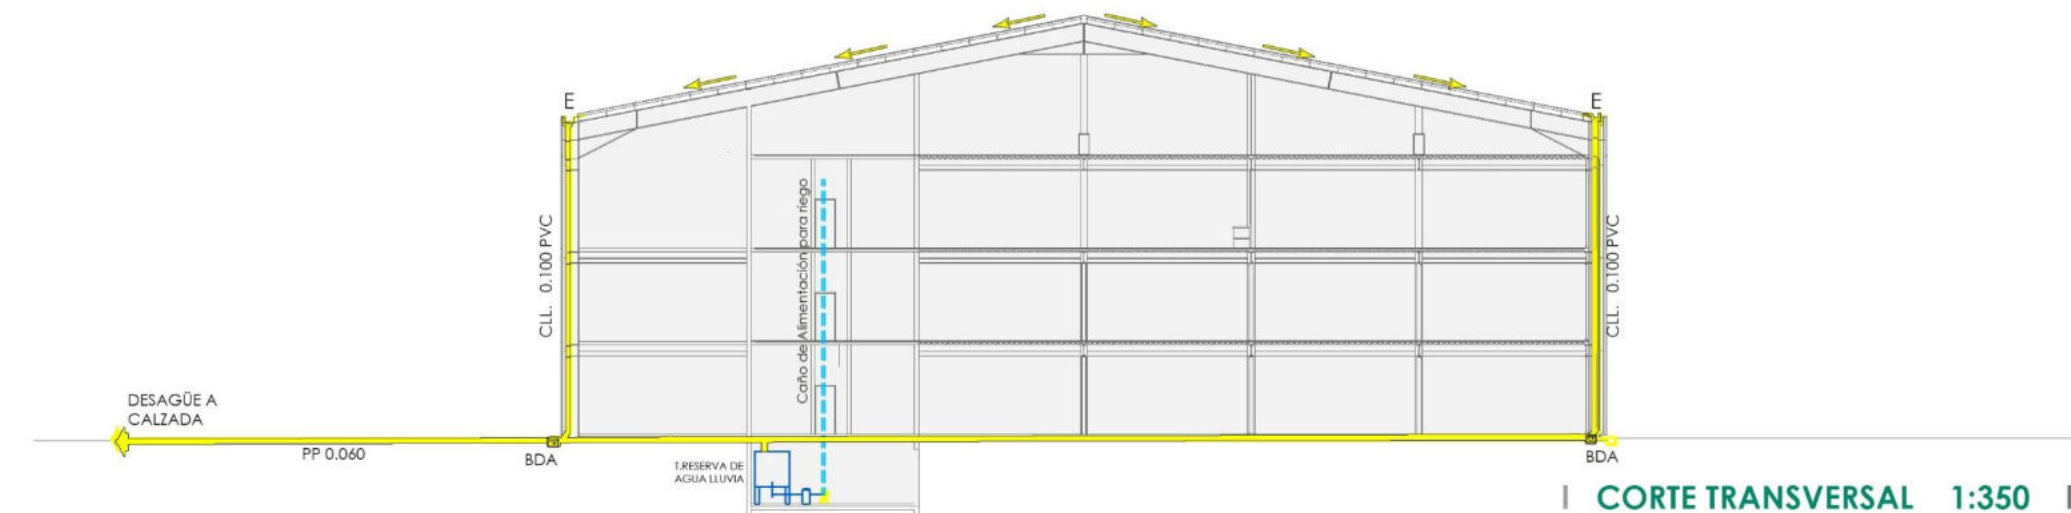 E
E
CLL. 0.100 PVC
Caño de Alimentación para riego
CLL. 0.100 PVC
DESAGÜE A
CALZADA
PP 0.060
BDA
T.RESERVA DE
AGUA LLUVIA
BDA
CORTE TRANSVERSAL 1:350